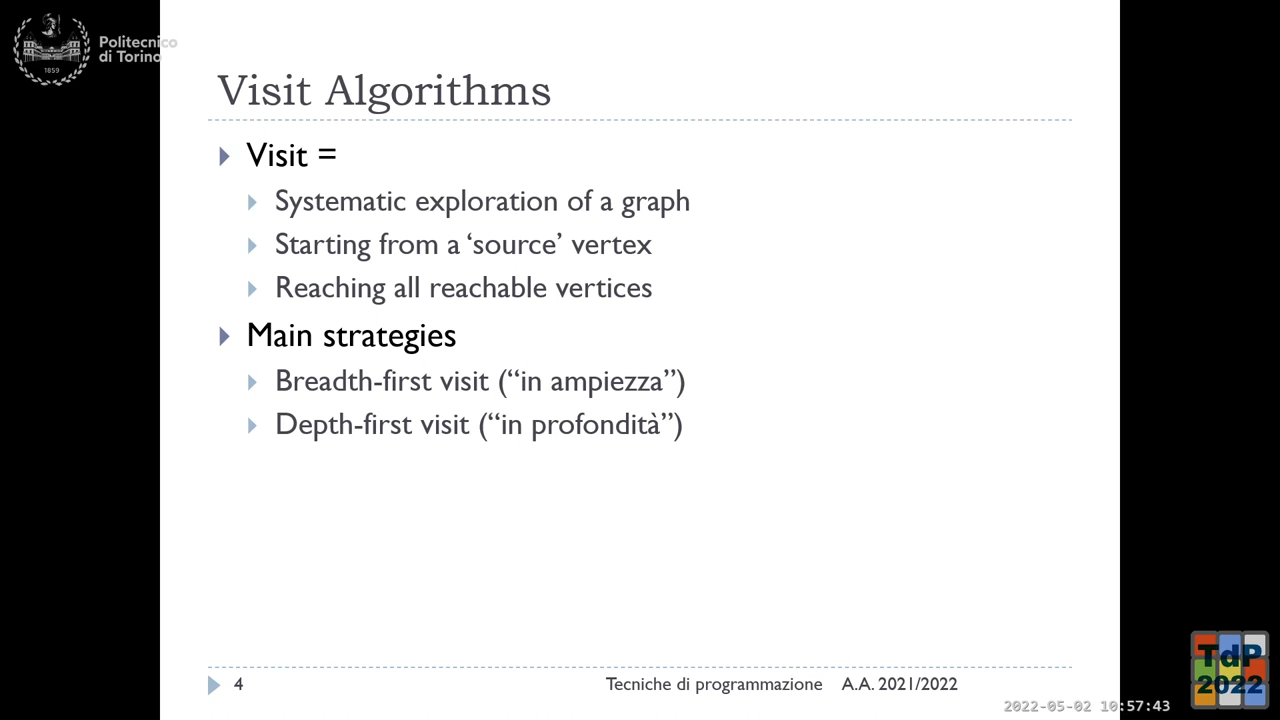 Politecnico
di Torino
1859
Visit Algorithms
Visit =
Systematic exploration of a graph
Starting from a ‘source’ vertex
Reaching all reachable vertices
Main strategies
Breadth-first visit (“in ampiezza”)
Depth-first visit (“in profondità”)
4 Tecniche di programmazione A.A. 2021/2022
2022-05-02 10:57:43
TdP
2022